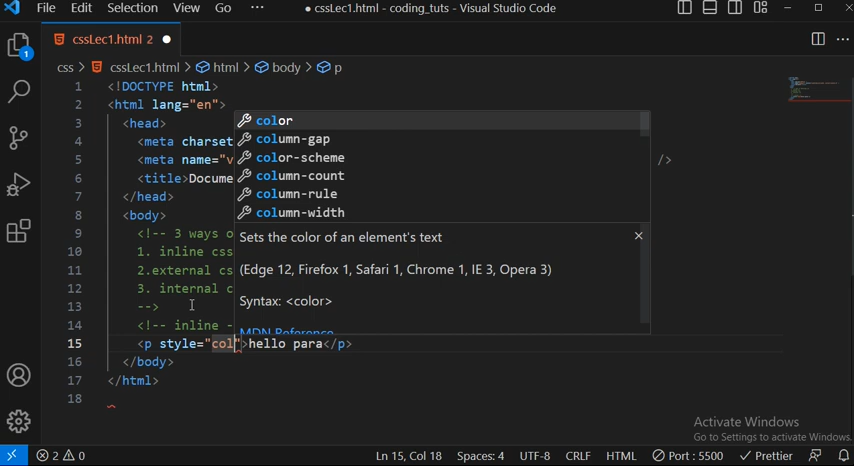 File Edit Selection View Go ··· ● cssLec1.html - coding_tuts - Visual Studio Code
1
cssLec1.html 2 ●
css > cssLec1.html > html > body > p
1 <!DOCTYPE html>
2 <html lang="en">
3 <head>
4 <meta charset
5 <meta name="v />
6 <title>Docume
7 </head>
8 <body>
9 <!-- 3 ways o
10 1. inline css
11 2.external cs
12 3. internal c
13 -->
14 <!-- inline -
15 <p style="col">hello para</p>
16 </body>
17 </html>
18
color
column-gap
color-scheme
column-count
column-rule
column-width
Sets the color of an element's text
(Edge 12, Firefox 1, Safari 1, Chrome 1, IE 3, Opera 3)
Syntax: <color>
MDN Reference
Activate Windows
Go to Settings to activate Windows.
2 0 Ln 15, Col 18 Spaces: 4 UTF-8 CRLF HTML Port : 5500 Prettier